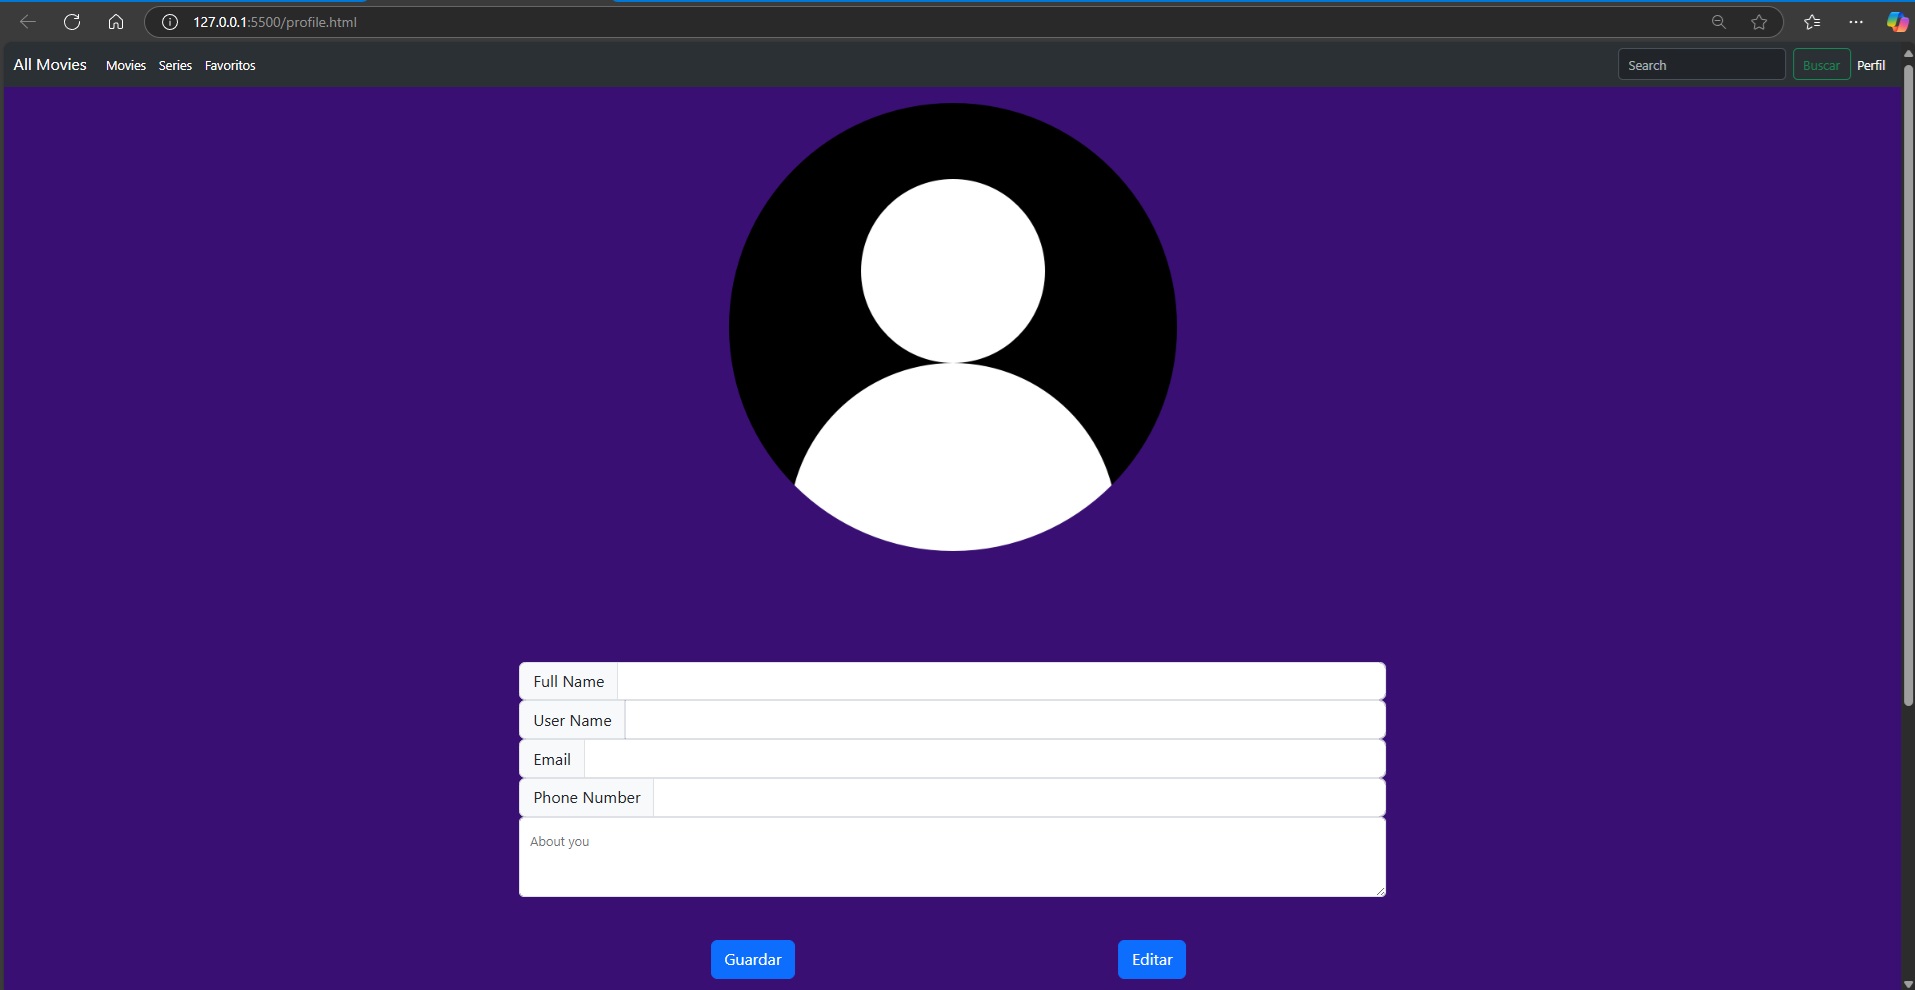 127.0.0.1:5500/profile.html
All Movies Movies Series Favoritos Search Buscar Perfil
Full Name
User Name
Email
Phone Number
About you
Guardar Editar